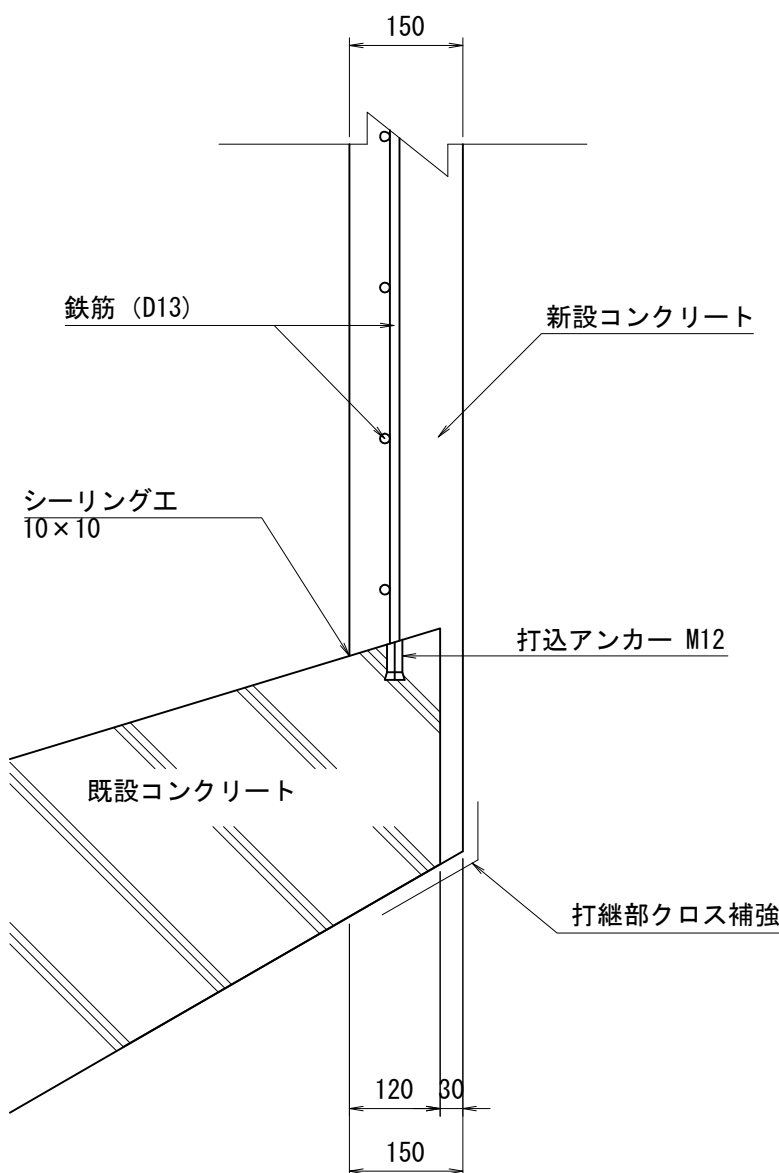 150
鉄筋 (D13)
新設コンクリート
シーリング工
10×10
打込アンカー M12
既設コンクリート
打継部クロス補強
120
30
150